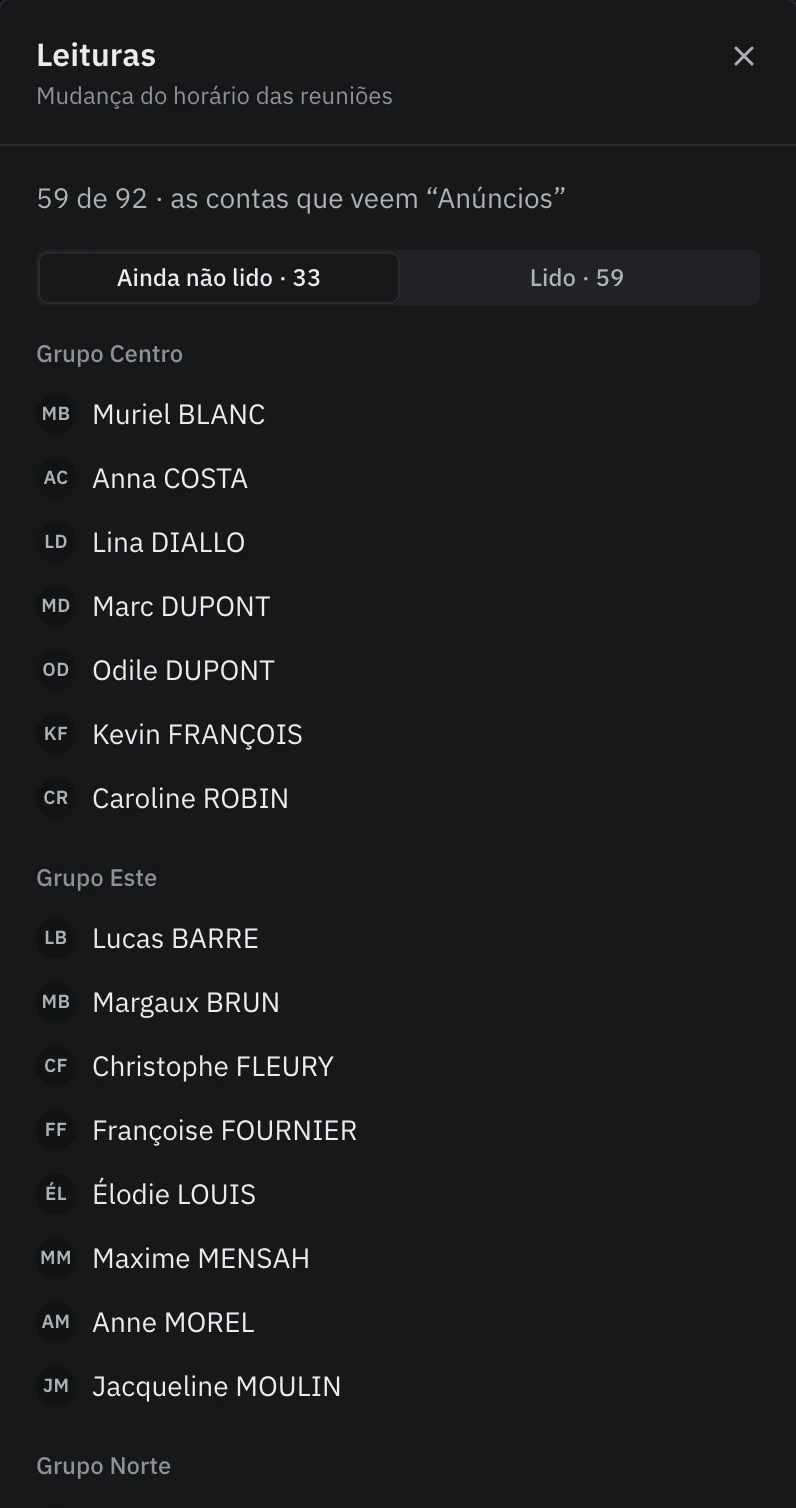 Leituras
Mudança do horário das reuniões
59 de 92 · as contas que veem “Anúncios”
Ainda não lido · 33
Lido · 59
Grupo Centro
MB Muriel BLANC
AC Anna COSTA
LD Lina DIALLO
MD Marc DUPONT
OD Odile DUPONT
KF Kevin FRANÇOIS
CR Caroline ROBIN
Grupo Este
LB Lucas BARRE
MB Margaux BRUN
CF Christophe FLEURY
FF Françoise FOURNIER
ÉL Élodie LOUIS
MM Maxime MENSAH
AM Anne MOREL
JM Jacqueline MOULIN
Grupo Norte